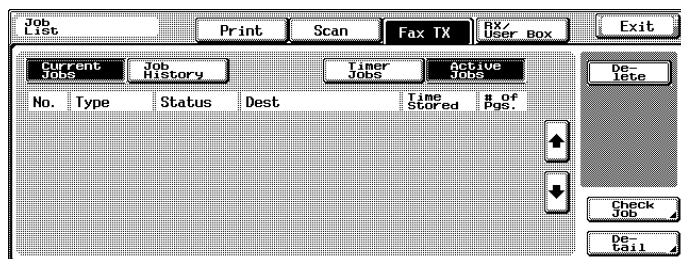 Job List
Print
Scan
Fax TX
RX/ User Box
Exit
Current Jobs
Job History
Timer Jobs
Active Jobs
De- lete
No. Type Status Dest Time Stored # of Pgs.
Check Job
De- tail